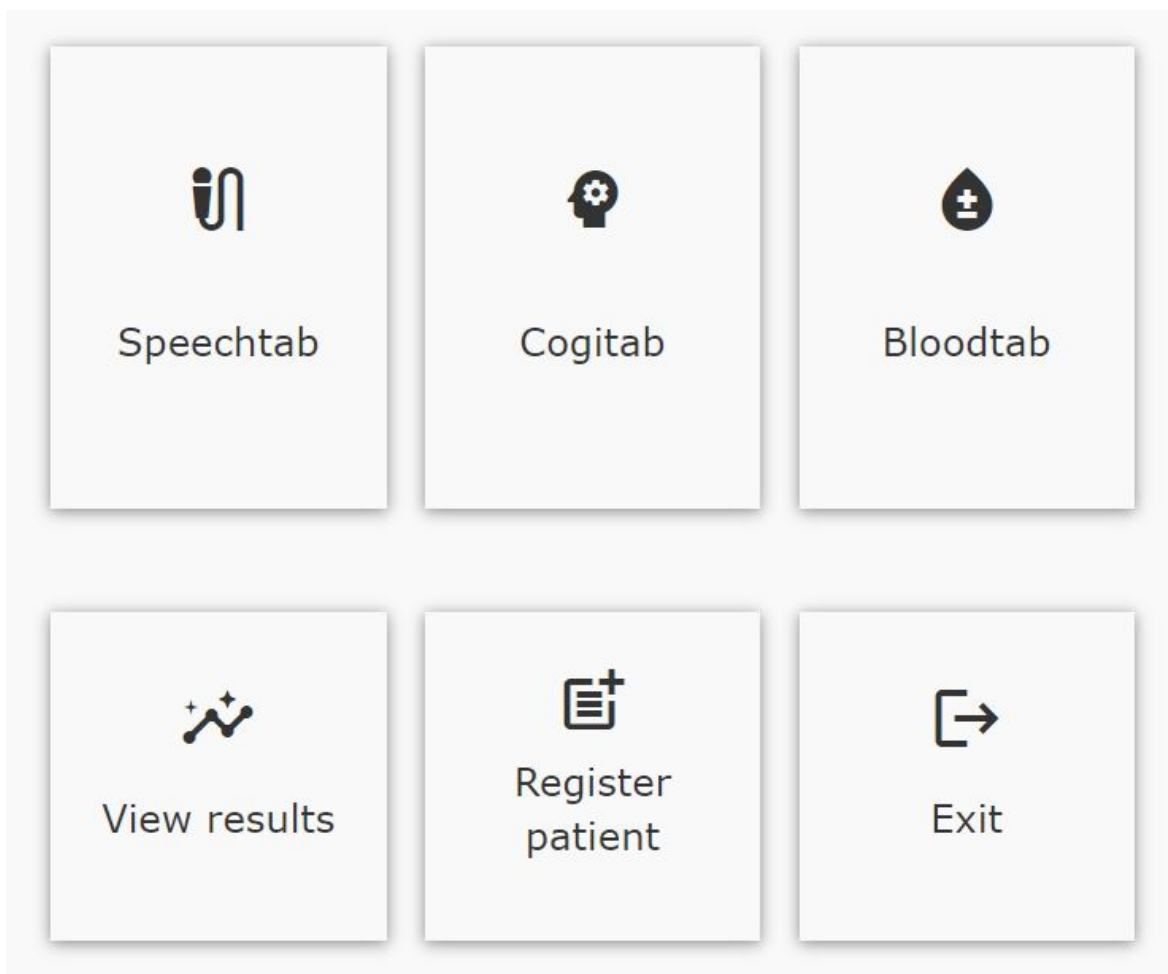 Speechtab
Cogitab
Bloodtab
View results
Register
patient
Exit